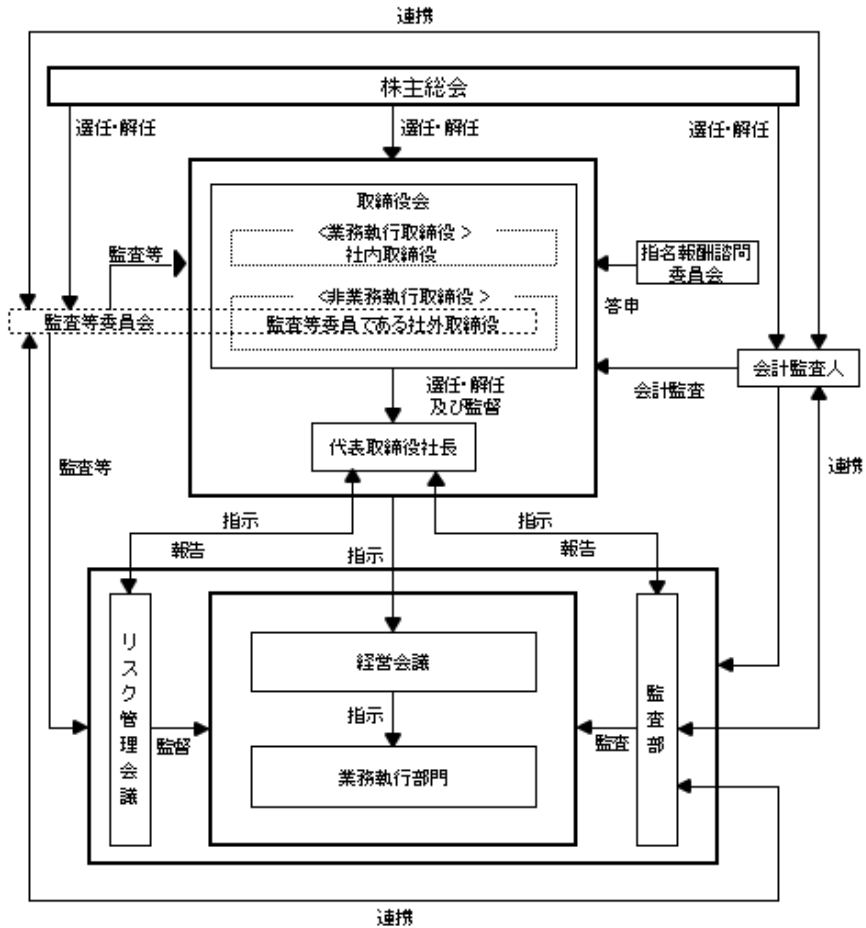 連携
株主総会
選任・解任
選任・解任
選任・解任
取締役会
<業務執行取締役>
社内取締役
監査等
指名報酬諮問
委員会
<非業務執行取締役>
答申
監査等委員会
監査等委員である社外取締役
会計監査人
選任・解任
及び監督
会計監査
代表取締役社長
監査等
連携
指示
報告
指示
報告
指示
リスク管理会議
経営会議
監査部
指示
監督
監査
業務執行部門
連携